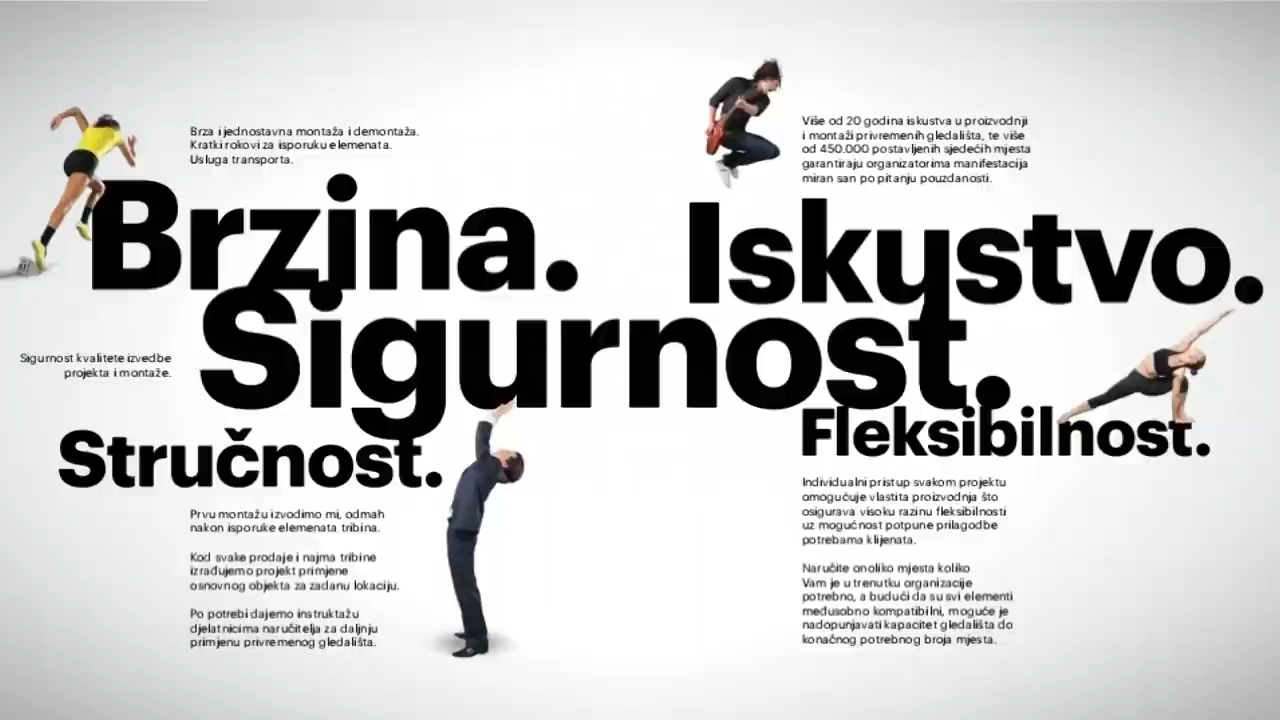 Brza i jednostavna montaža i demontaža.
Kratki rokovi za isporuku elemenata.
Usluga transporta.
Brzina.
Više od 20 godina iskustva u proizvodnji
i montaži privremenih gledališta, te više
od 450.000 postavljenih sjedećih mjesta
garantiraju organizatorima manifestacija
miran san po pitanju pouzdanosti.
Iskustvo.
Sigurnost kvalitete izvedbe
projekta i montaže.
Sigurnost.
Stručnost.
Prvu montažu izvodimo mi, odmah
nakon isporuke elemenata tribina.
Kod svake prodaje i najma tribine
izrađujemo projekt primjene
osnovnog objekta za zadanu lokaciju.
Po potrebi dajemo instruktažu
djelatnicima naručitelja za daljnju
primjenu privremenog gledališta.
Fleksibilnost.
Individualni pristup svakom projektu
omogućuje vlastita proizvodnja što
osigurava visoku razinu fleksibilnosti
uz mogućnost potpune prilagodbe
potrebama klijenata.
Naručite onoliko mjesta koliko
Vam je u trenutku organizacije
potrebno, a budući da su svi elementi
međusobno kompatibilni, moguće je
nadopunjavati kapacitet gledališta do
konačnog potrebnog broja mjesta.